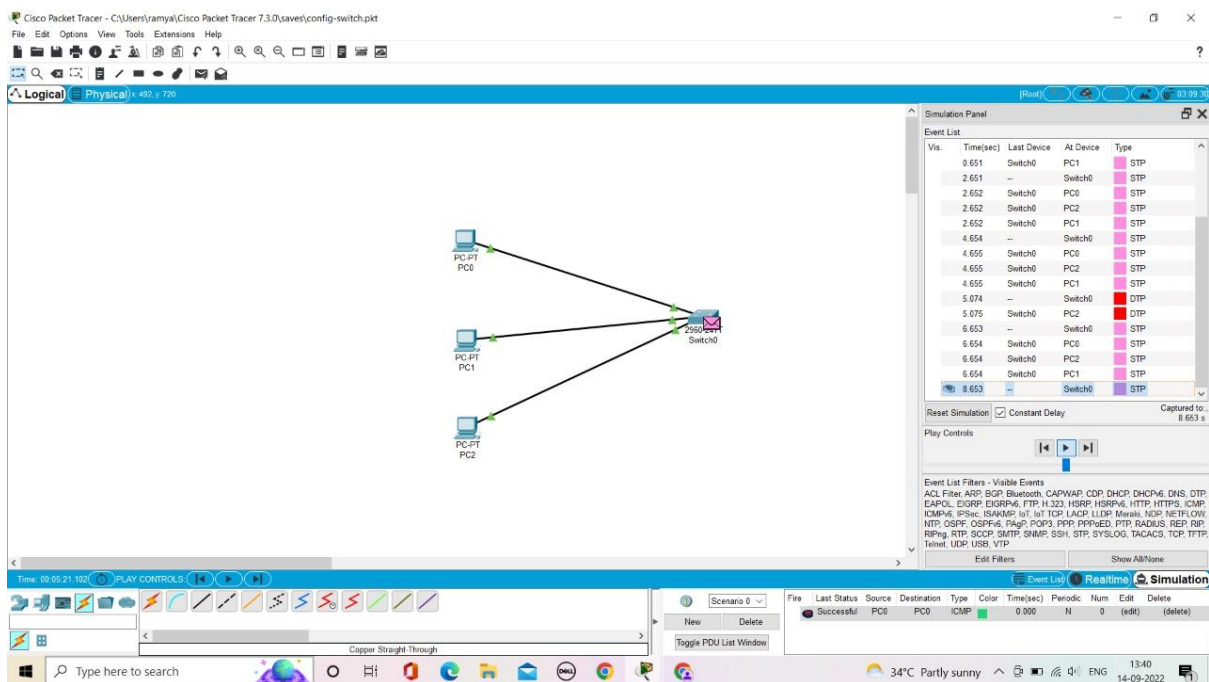 Cisco Packet Tracer - C:\Users\ramya\Cisco Packet Tracer 7.3.0\saves\config-switch.pkt
File Edit Options View Tools Extensions Help
?
Logical Physical x: 492, y: 720 [Root] 03:09:30
PC-PT
PC0
PC-PT
PC1
PC-PT
PC2
2960-24TT
Switch0
Simulation Panel
Event List
Vis. Time(sec) Last Device At Device Type
0.651 Switch0 PC1 STP
2.651 -- Switch0 STP
2.652 Switch0 PC0 STP
2.652 Switch0 PC2 STP
2.652 Switch0 PC1 STP
4.654 -- Switch0 STP
4.655 Switch0 PC0 STP
4.655 Switch0 PC2 STP
4.655 Switch0 PC1 STP
5.074 -- Switch0 DTP
5.075 Switch0 PC2 DTP
6.653 -- Switch0 STP
6.654 Switch0 PC0 STP
6.654 Switch0 PC2 STP
6.654 Switch0 PC1 STP
8.653 -- Switch0 STP
Reset Simulation Constant Delay Captured to:
8.653 s
Play Controls
Event List Filters - Visible Events
ACL Filter, ARP, BGP, Bluetooth, CAPWAP, CDP, DHCP, DHCPv6, DNS, DTP,
EAPOL, EIGRP, EIGRPv6, FTP, H.323, HSRP, HSRPv6, HTTP, HTTPS, ICMP,
ICMPv6, IPSec, ISAKMP, IoT, IoT TCP, LACP, LLDP, Meraki, NDP, NETFLOW,
NTP, OSPF, OSPFv6, PAgP, POP3, PPP, PPPoED, PTP, RADIUS, REP, RIP,
RIPng, RTP, SCCP, SMTP, SNMP, SSH, STP, SYSLOG, TACACS, TCP, TFTP,
Telnet, UDP, USB, VTP
Edit Filters Show All/None
Time: 00:05:21.102 PLAY CONTROLS: Event List Realtime Simulation
Scenario 0
New Delete
Toggle PDU List Window
Fire Last Status Source Destination Type Color Time(sec) Periodic Num Edit Delete
Successful PC0 PC0 ICMP 0.000 N 0 (edit) (delete)
Copper Straight-Through
Type here to search
DELL
34°C Partly sunny ENG 13:40
14-09-2022